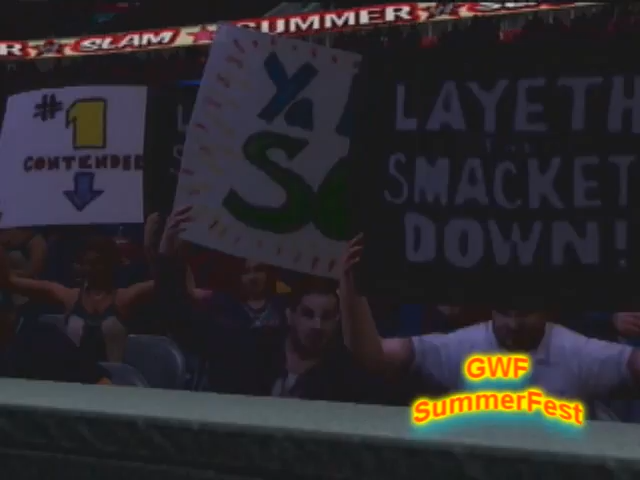 SLAM SUMMER
#1
CONTENDER
LAYETH
SMACKET
DOWN!
GWF
SummerFest